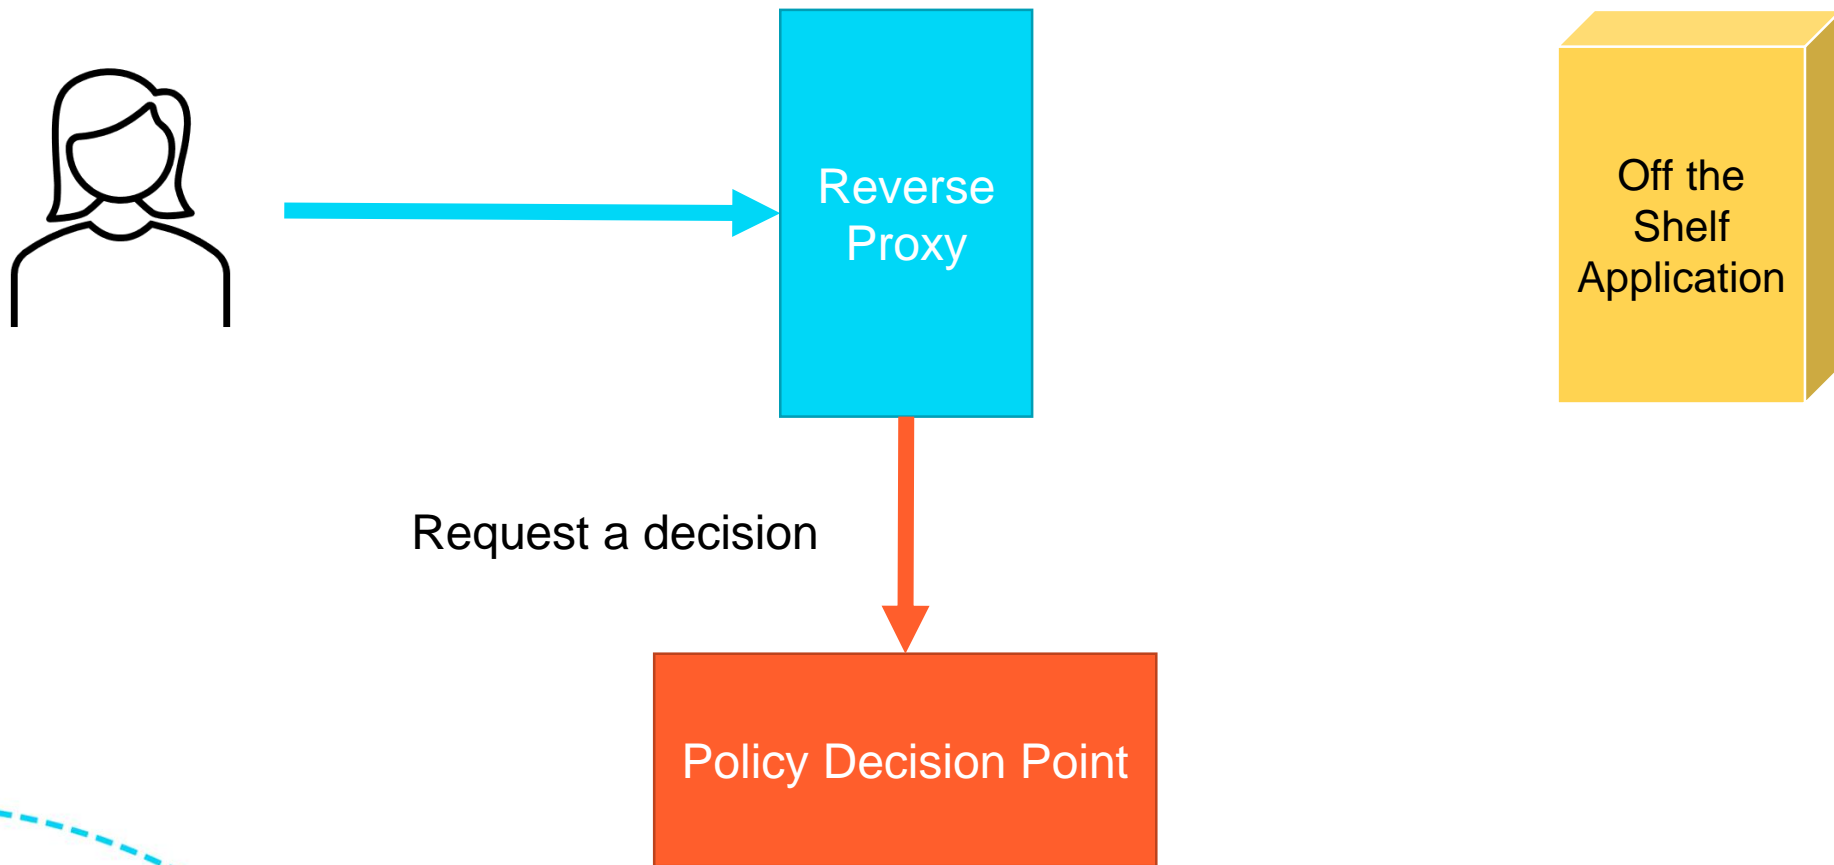 Reverse
Proxy
Off the
Shelf
Application
Request a decision
Policy Decision Point